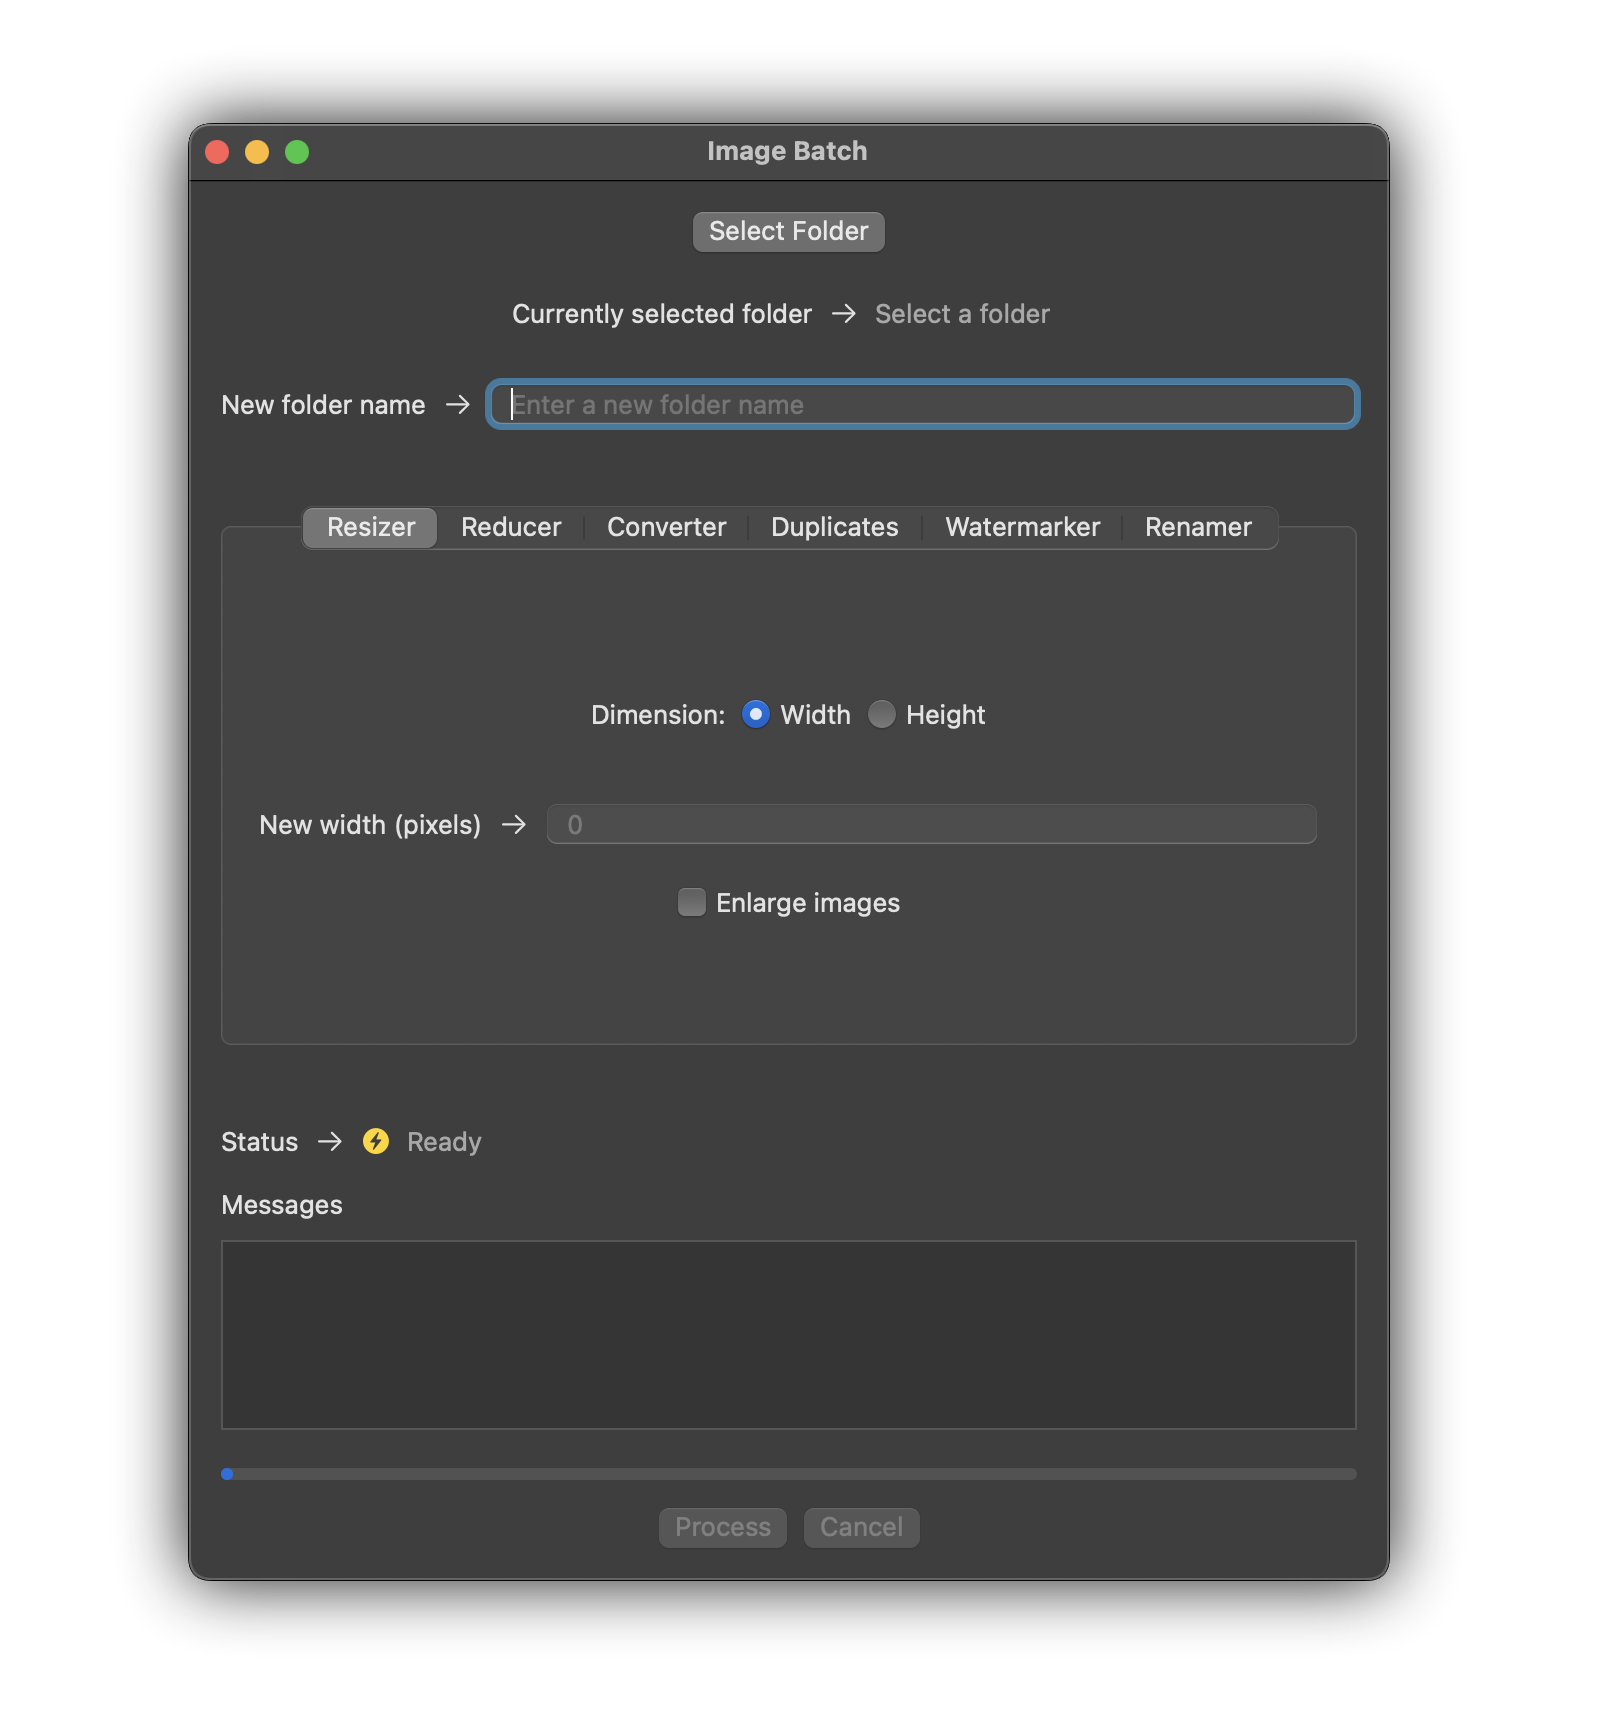 Image Batch
Select Folder
Currently selected folder → Select a folder
New folder name → Enter a new folder name
Resizer Reducer Converter Duplicates Watermarker Renamer
Dimension: Width Height
New width (pixels) → 0
Enlarge images
Status → Ready
Messages
Process Cancel